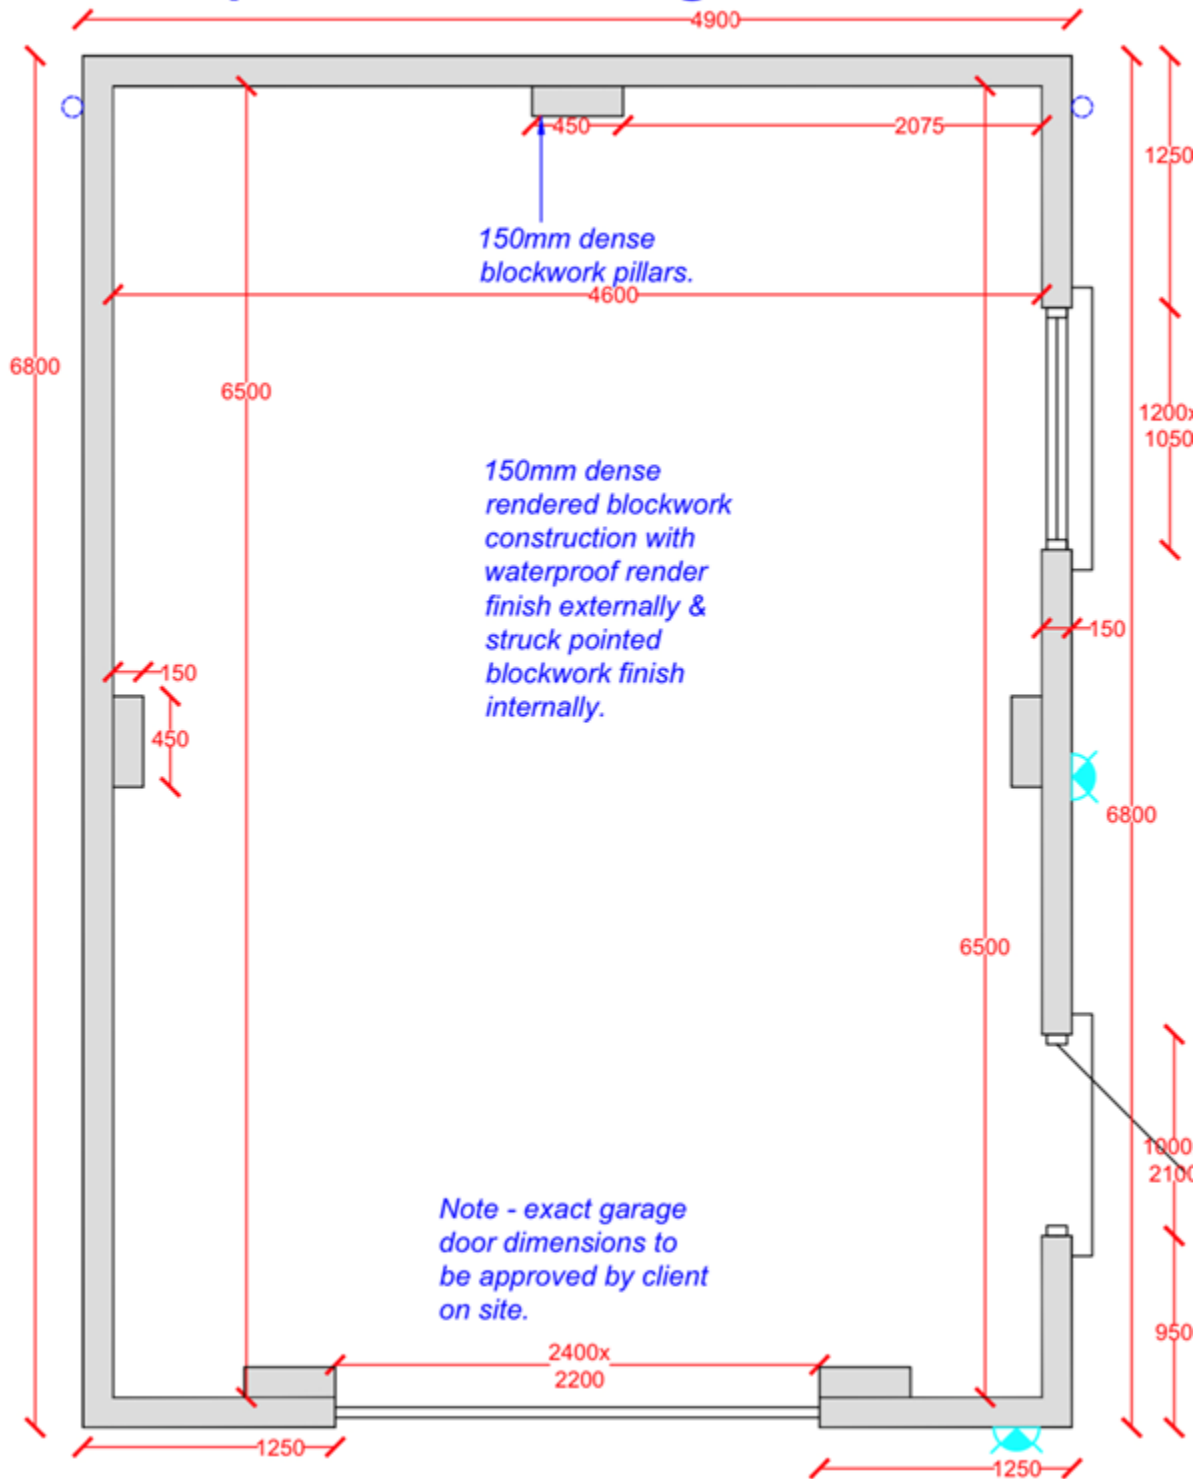 4900
450
2075
1250
150mm dense
blockwork pillars.
4600
6800
6500
1200x
1050
150mm dense
rendered blockwork
construction with
waterproof render
finish externally &
struck pointed
blockwork finish
internally.
150
150
450
6800
6500
1000
2100
Note - exact garage
door dimensions to
be approved by client
on site.
950
2400x
2200
1250
1250